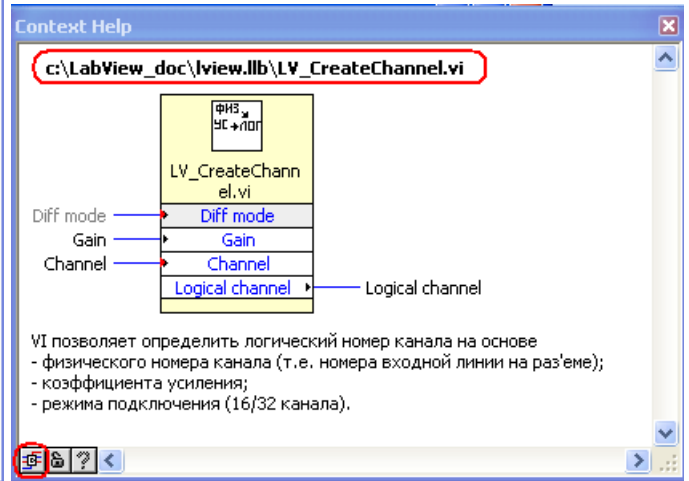 Context Help
c:\LabView_doc\lview.llb\LV_CreateChannel.vi
ФИЗ
УС→ЛОГ
LV_CreateChann
el.vi
Diff mode Diff mode
Gain Gain
Channel Channel
Logical channel Logical channel
VI позволяет определить логический номер канала на основе
- физического номера канала (т.е. номера входной линии на раз'еме);
- коэффициента усиления;
- режима подключения (16/32 канала).
?